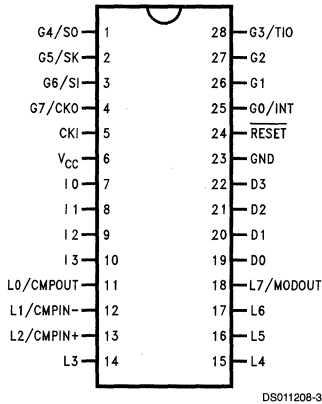 G4/SO 1 28 G3/TIO
G5/SK 2 27 G2
G6/SI 3 26 G1
G7/CKO 4 25 G0/INT
CKI 5 24 RESET
VCC 6 23 GND
I0 7 22 D3
I1 8 21 D2
I2 9 20 D1
I3 10 19 D0
L0/CMPOUT 11 18 L7/MODOUT
L1/CMPIN- 12 17 L6
L2/CMPIN+ 13 16 L5
L3 14 15 L4
DS011208-3